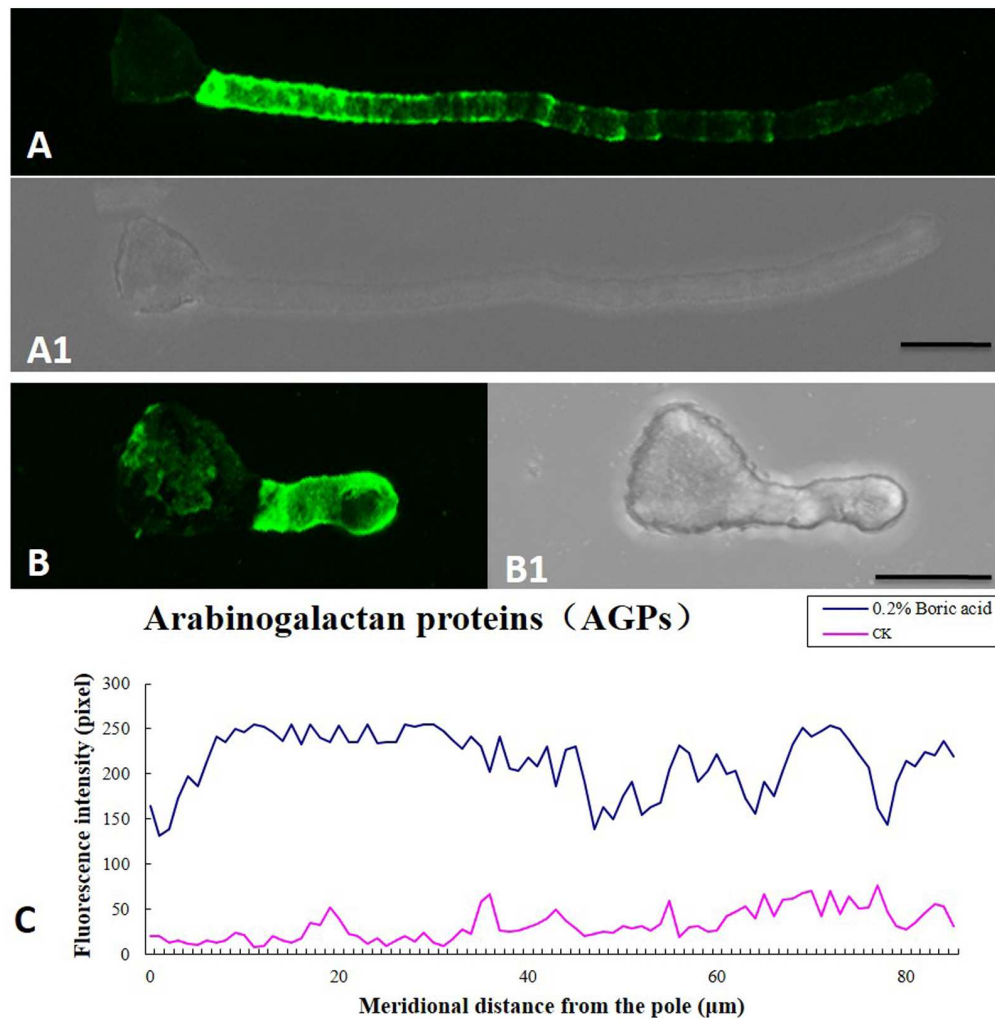 A
A1
B
B1
Arabinogalactan proteins（AGPs）
0.2% Boric acid
CK
C
Fluorescence intensity (pixel)
300
250
200
150
100
50
0
0 20 40 60 80
Meridional distance from the pole (μm)